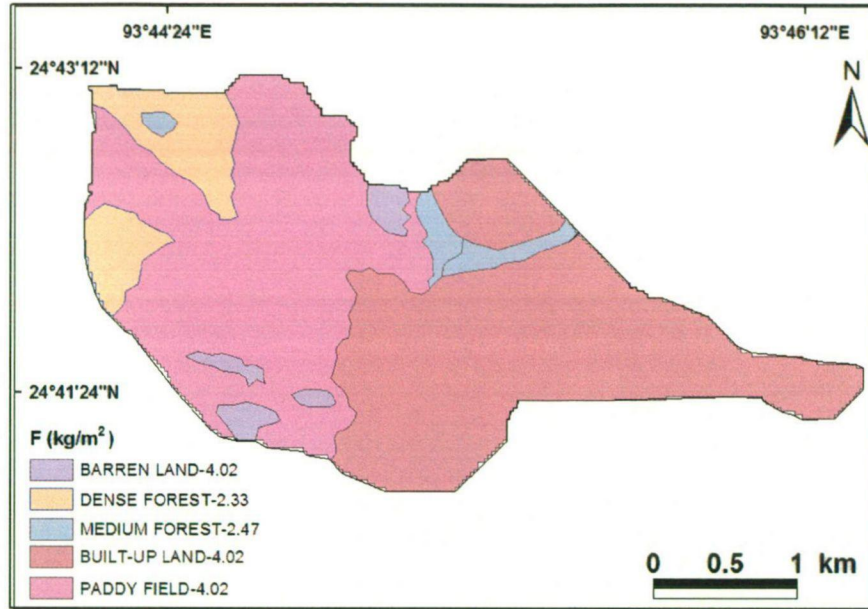 93°44'24"E 93°46'12"E
24°43'12"N
N
24°41'24"N
F (kg/m²)
BARREN LAND-4.02
DENSE FOREST-2.33
MEDIUM FOREST-2.47
BUILT-UP LAND-4.02
PADDY FIELD-4.02
0 0.5 1 km